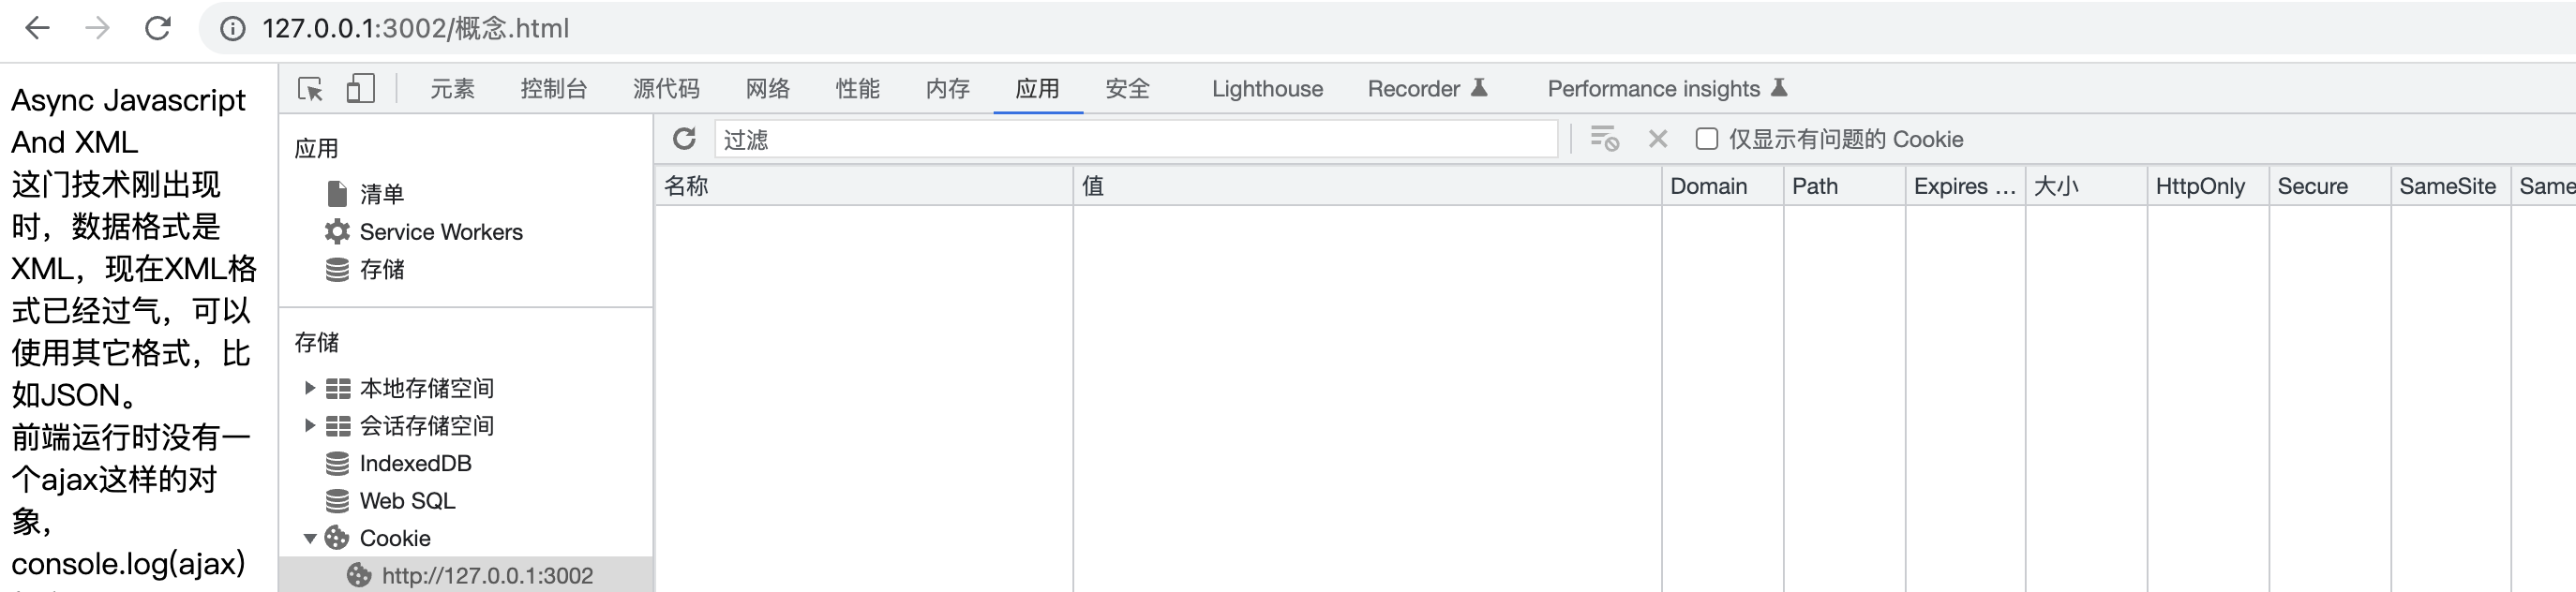 127.0.0.1:3002/概念.html
元素 控制台 源代码 网络 性能 内存 应用 安全 Lighthouse Recorder Performance insights
Async Javascript
And XML
这门技术刚出现
时，数据格式是
XML，现在XML格
式已经过气，可以
使用其它格式，比
如JSON。
前端运行时没有一
个ajax这样的对
象，
console.log(ajax)
应用
清单
Service Workers
存储
存储
本地存储空间
会话存储空间
IndexedDB
Web SQL
Cookie
http://127.0.0.1:3002
过滤 仅显示有问题的 Cookie
名称 值 Domain Path Expires ... 大小 HttpOnly Secure SameSite Same